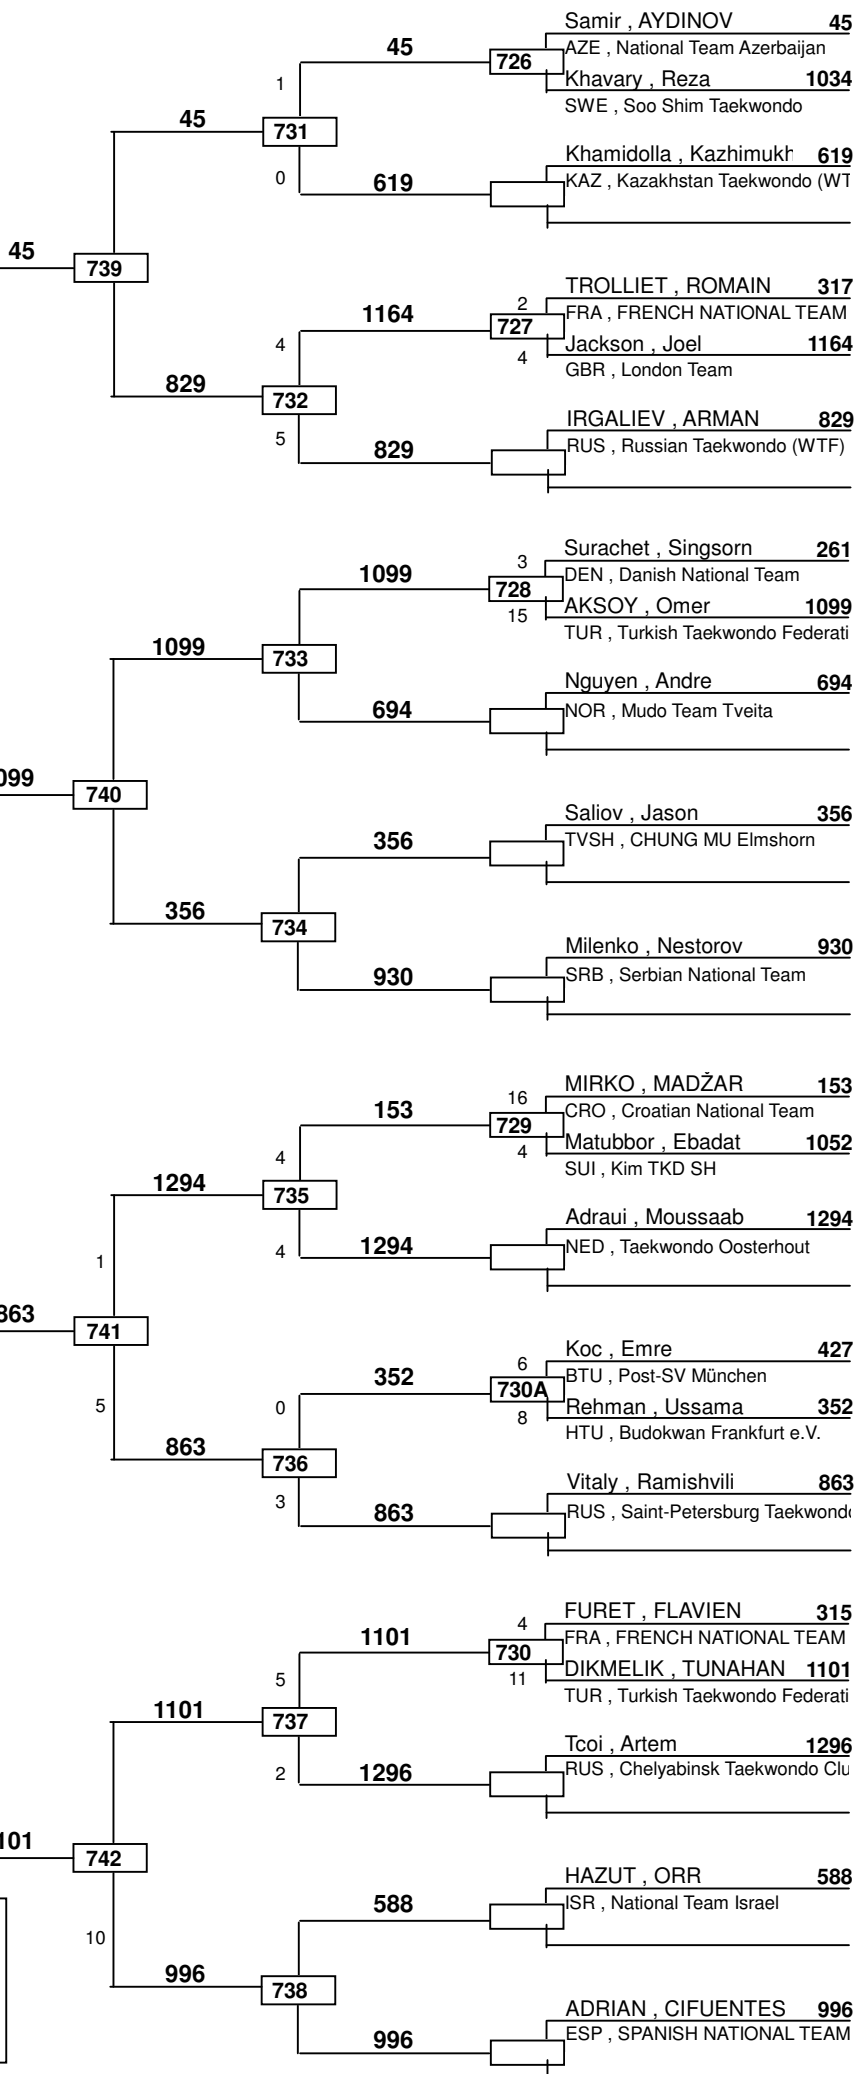 Samir , AYDINOV 45
45
726
AZE , National Team Azerbaijan
Khavary , Reza 1034
1
SWE , Soo Shim Taekwondo
45
731
Khamidolla , Kazhimukh 619
0
619
KAZ , Kazakhstan Taekwondo (WT
45
739
TROLLIET , ROMAIN 317
2
1164
727
FRA , FRENCH NATIONAL TEAM
4
Jackson , Joel 1164
4
GBR , London Team
829
732
IRGALIEV , ARMAN 829
5
829
RUS , Russian Taekwondo (WTF)
Surachet , Singsorn 261
3
1099
728
DEN , Danish National Team
15
AKSOY , Omer 1099
TUR , Turkish Taekwondo Federati
1099
733
Nguyen , Andre 694
694
NOR , Mudo Team Tveita
099
740
Saliov , Jason 356
356
TVSH , CHUNG MU Elmshorn
356
734
Milenko , Nestorov 930
930
SRB , Serbian National Team
MIRKO , MADŽAR 153
16
153
729
CRO , Croatian National Team
4
Matubbor , Ebadat 1052
4
SUI , Kim TKD SH
1294
735
Adraui , Moussaab 1294
4
1294
NED , Taekwondo Oosterhout
1
863
741
Koc , Emre 427
6
352
730A
BTU , Post-SV München
8
Rehman , Ussama 352
5
0
HTU , Budokwan Frankfurt e.V.
863
736
Vitaly , Ramishvili 863
3
863
RUS , Saint-Petersburg Taekwondo
FURET , FLAVIEN 315
4
1101
730
FRA , FRENCH NATIONAL TEAM
11
DIKMELIK , TUNAHAN 1101
5
TUR , Turkish Taekwondo Federati
1101
737
Tcoi , Artem 1296
2
1296
RUS , Chelyabinsk Taekwondo Clu
101
742
HAZUT , ORR 588
588
ISR , National Team Israel
10
996
738
ADRIAN , CIFUENTES 996
996
ESP , SPANISH NATIONAL TEAM